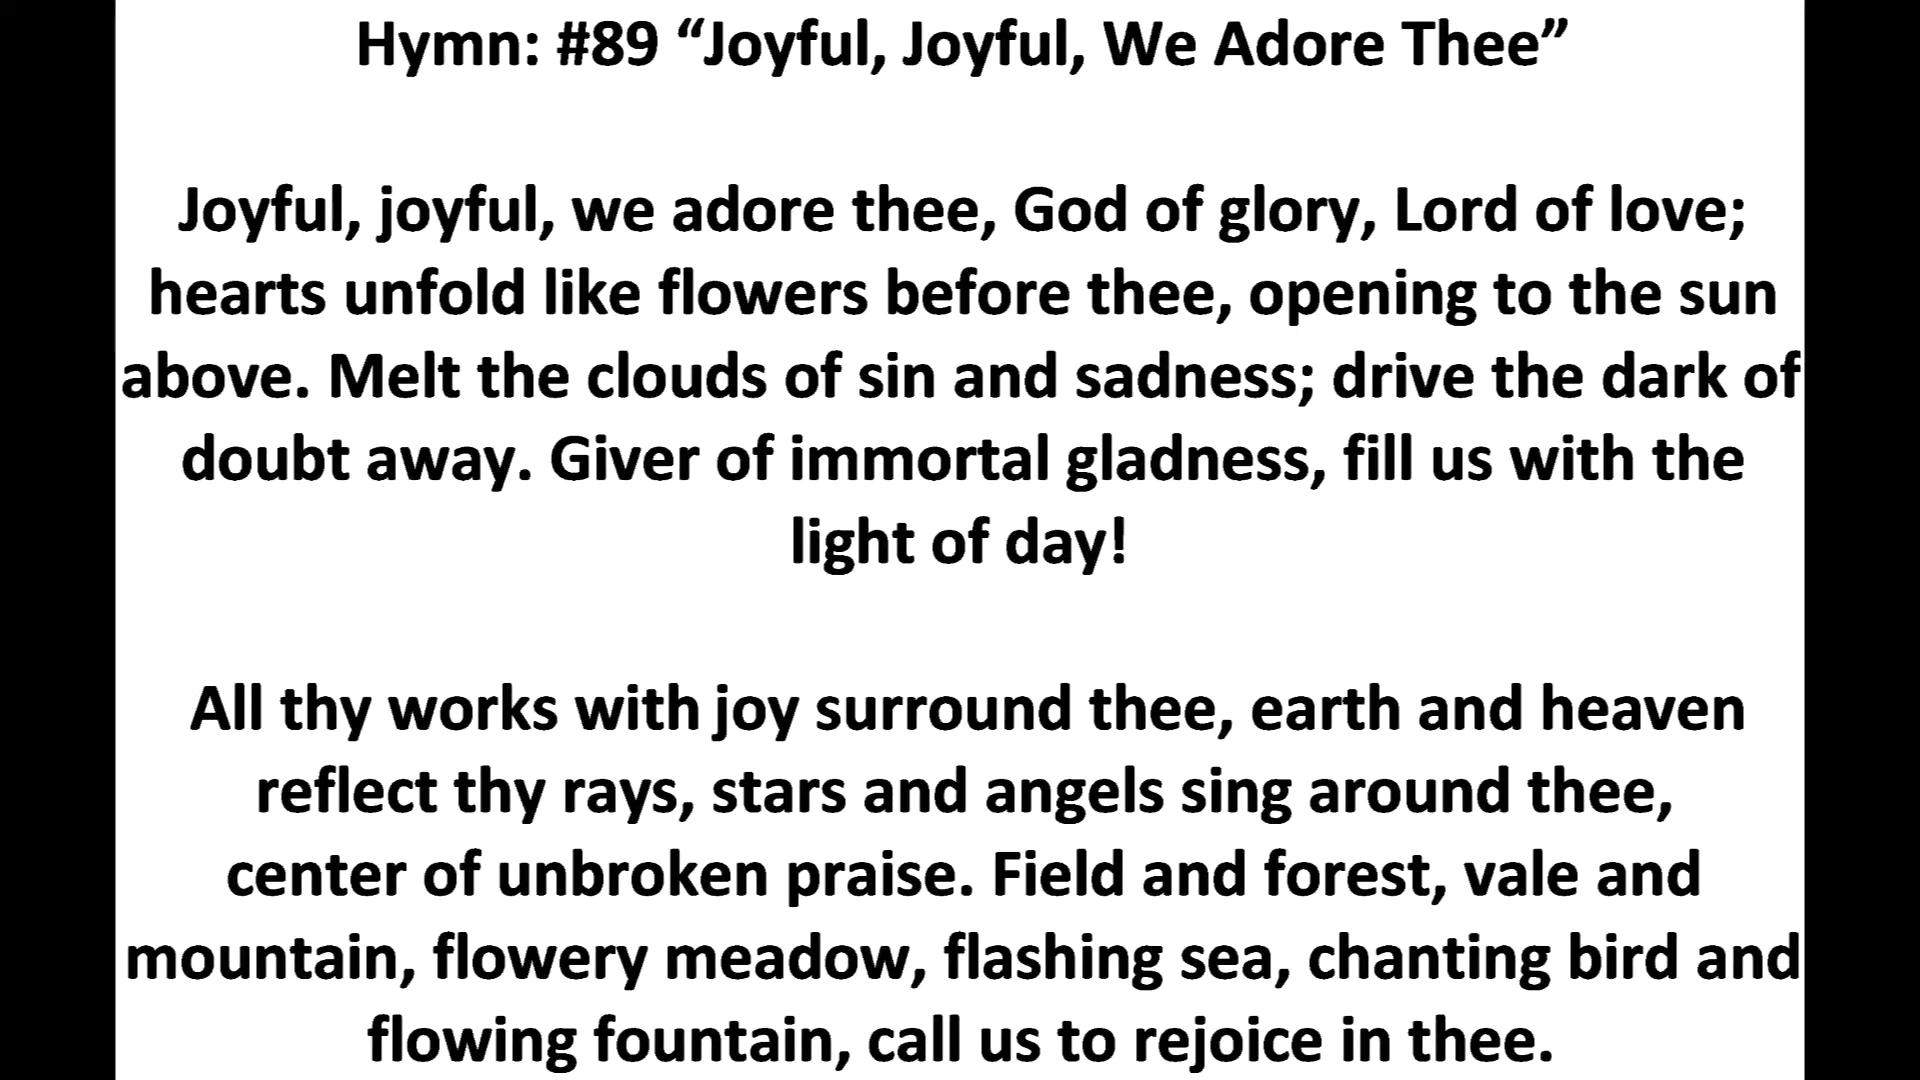 Hymn: #89 “Joyful, Joyful, We Adore Thee”
Joyful, joyful, we adore thee, God of glory, Lord of love;
hearts unfold like flowers before thee, opening to the sun
above. Melt the clouds of sin and sadness; drive the dark of
doubt away. Giver of immortal gladness, fill us with the
light of day!
All thy works with joy surround thee, earth and heaven
reflect thy rays, stars and angels sing around thee,
center of unbroken praise. Field and forest, vale and
mountain, flowery meadow, flashing sea, chanting bird and
flowing fountain, call us to rejoice in thee.